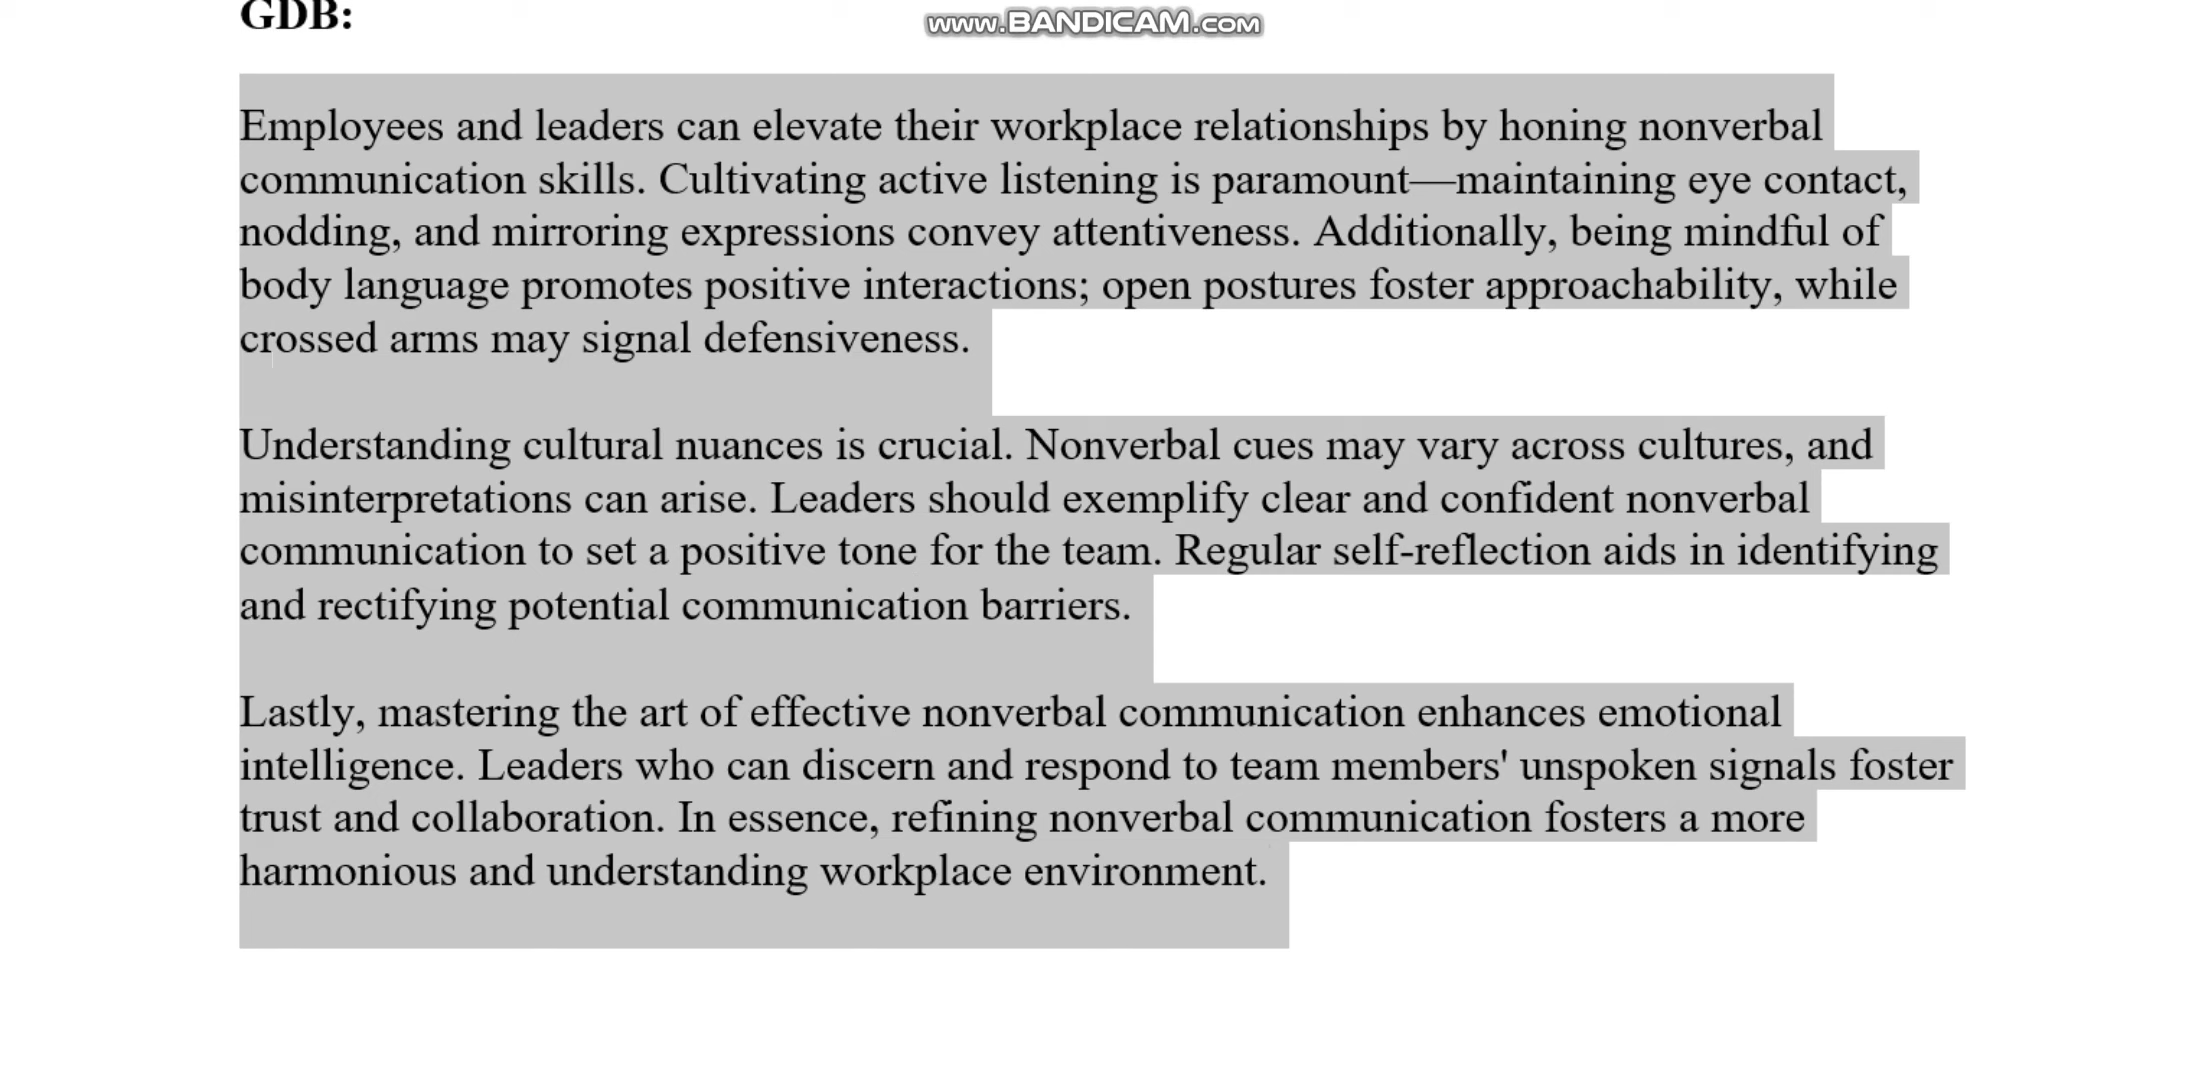 GDB:
www.BANDICAM.com
Employees and leaders can elevate their workplace relationships by honing nonverbal
communication skills. Cultivating active listening is paramount—maintaining eye contact,
nodding, and mirroring expressions convey attentiveness. Additionally, being mindful of
body language promotes positive interactions; open postures foster approachability, while
crossed arms may signal defensiveness.
Understanding cultural nuances is crucial. Nonverbal cues may vary across cultures, and
misinterpretations can arise. Leaders should exemplify clear and confident nonverbal
communication to set a positive tone for the team. Regular self-reflection aids in identifying
and rectifying potential communication barriers.
Lastly, mastering the art of effective nonverbal communication enhances emotional
intelligence. Leaders who can discern and respond to team members' unspoken signals foster
trust and collaboration. In essence, refining nonverbal communication fosters a more
harmonious and understanding workplace environment.